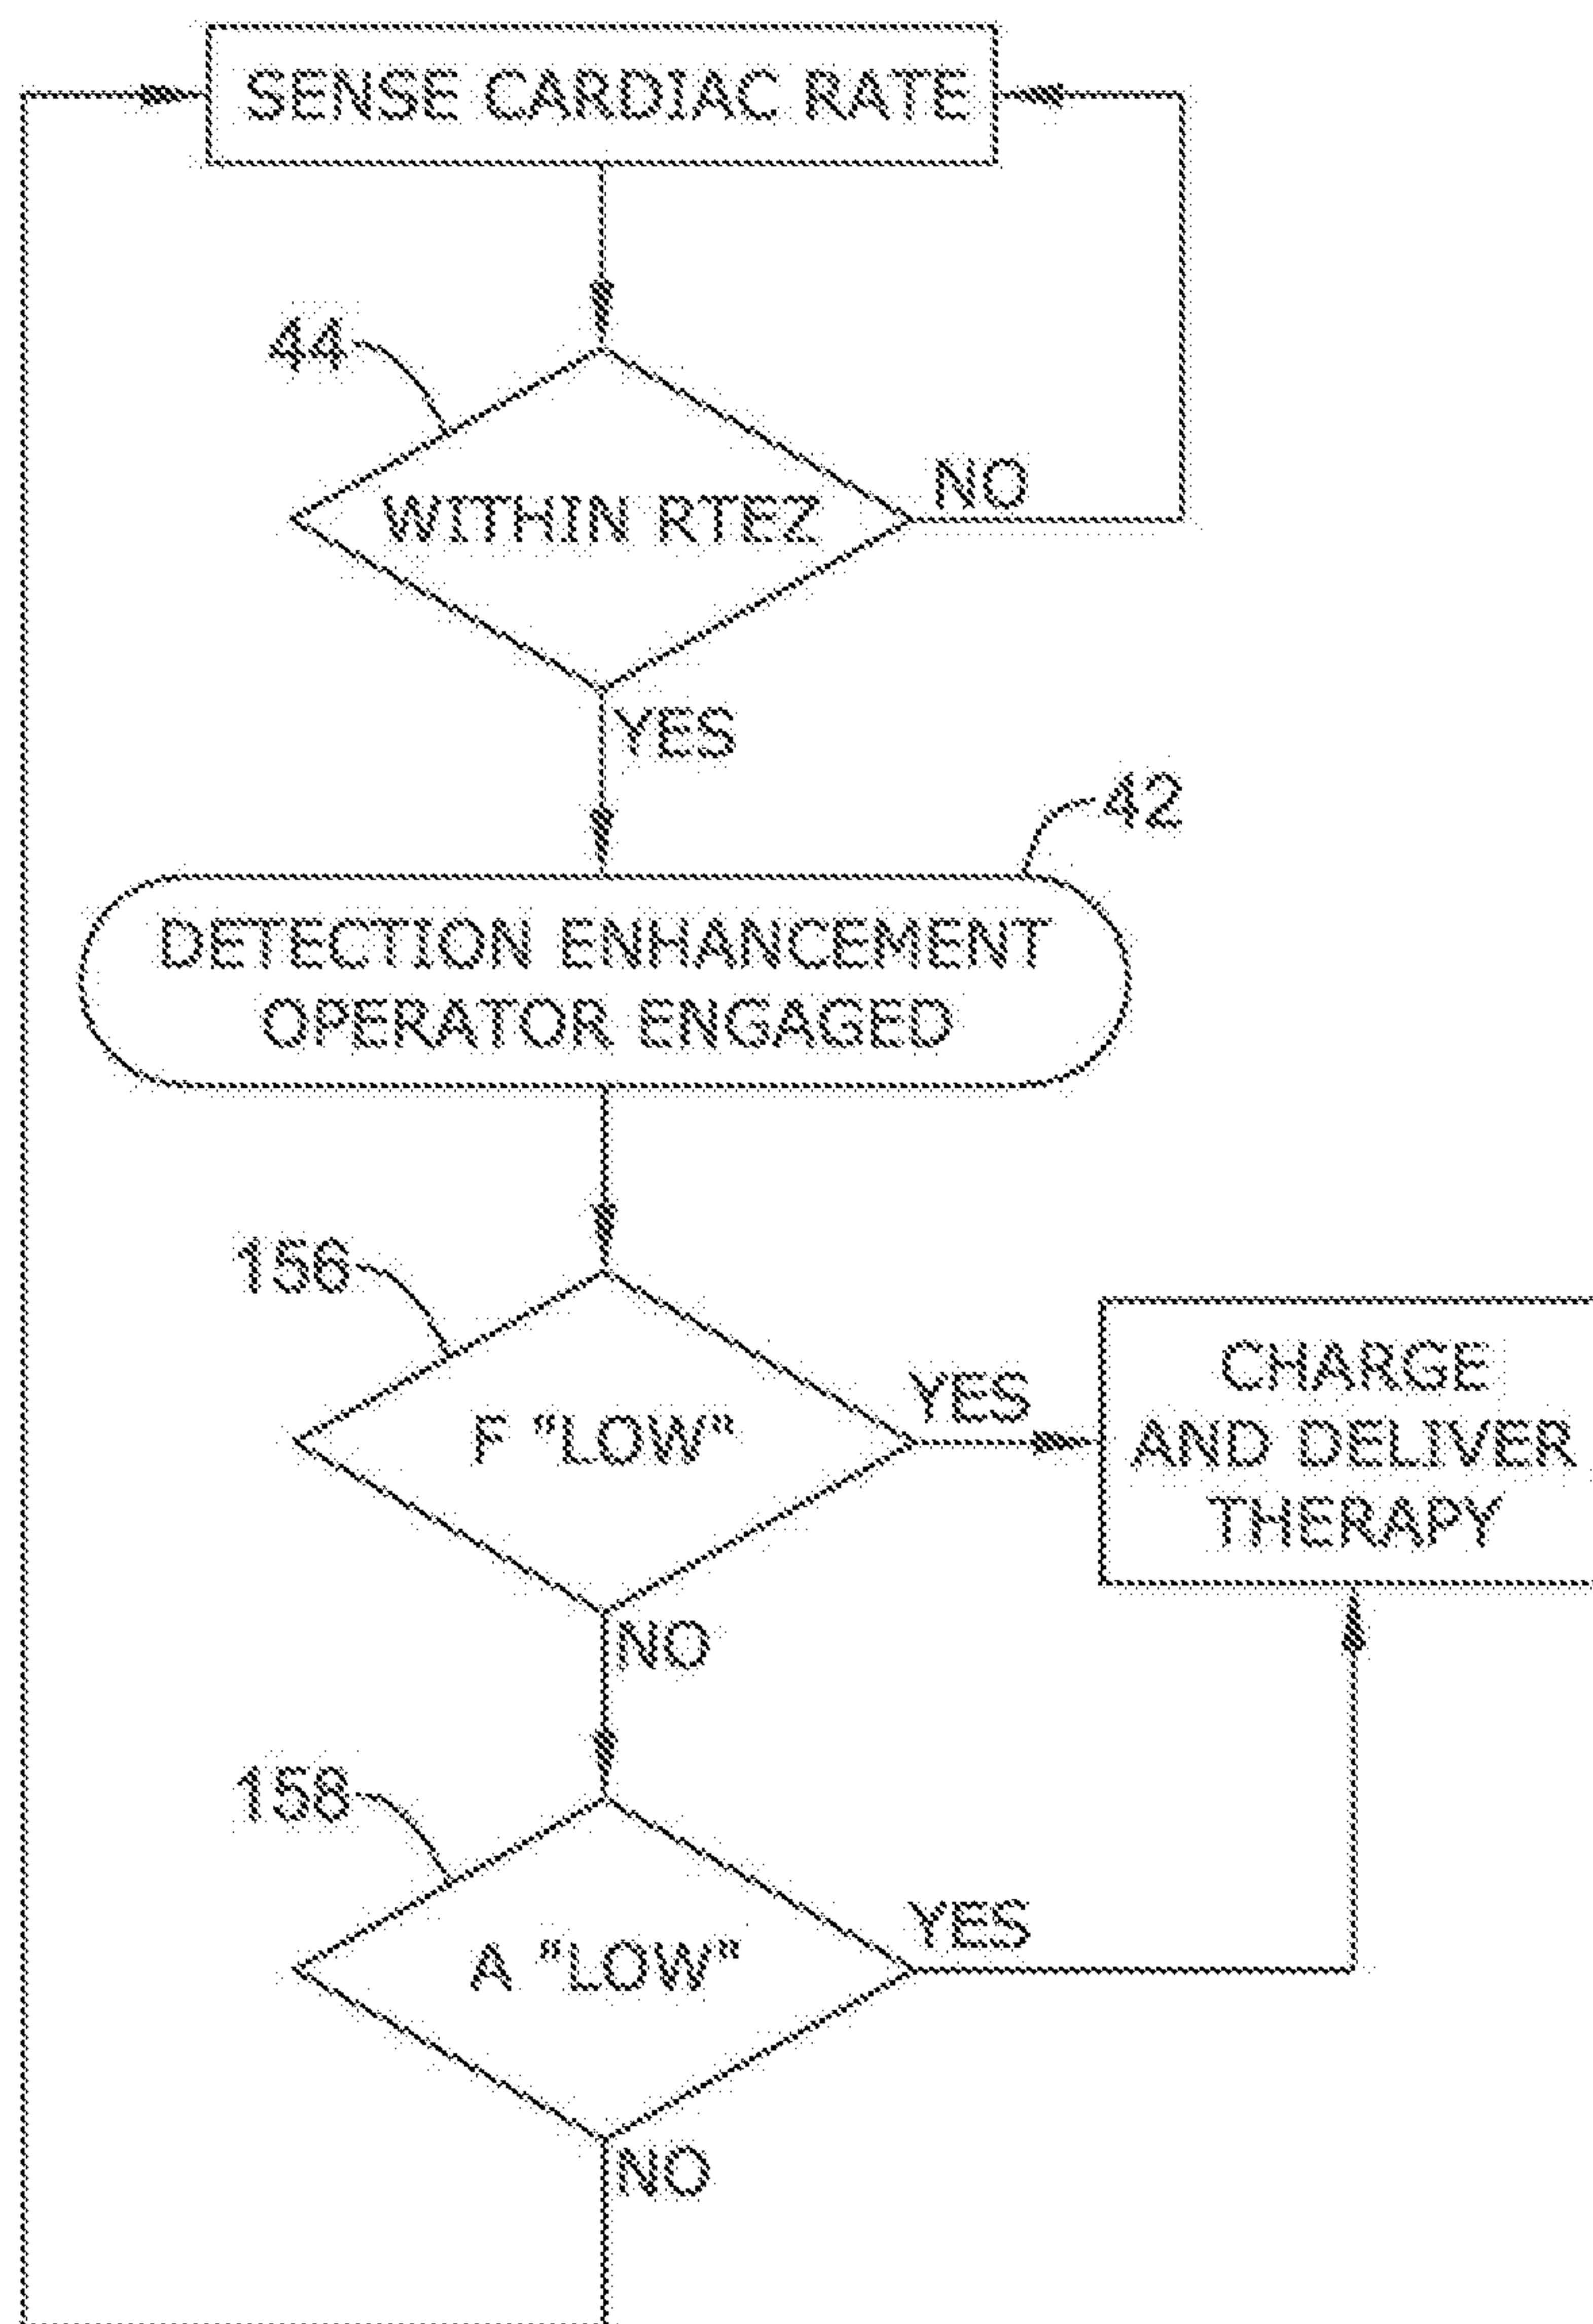 SENSE CARDIAC RATE
44
WITHIN RTEZ
NO
YES
42
DETECTION ENHANCEMENT
OPERATOR ENGAGED
156
F "LOW"
YES
CHARGE
AND DELIVER
THERAPY
NO
158
A "LOW"
YES
NO